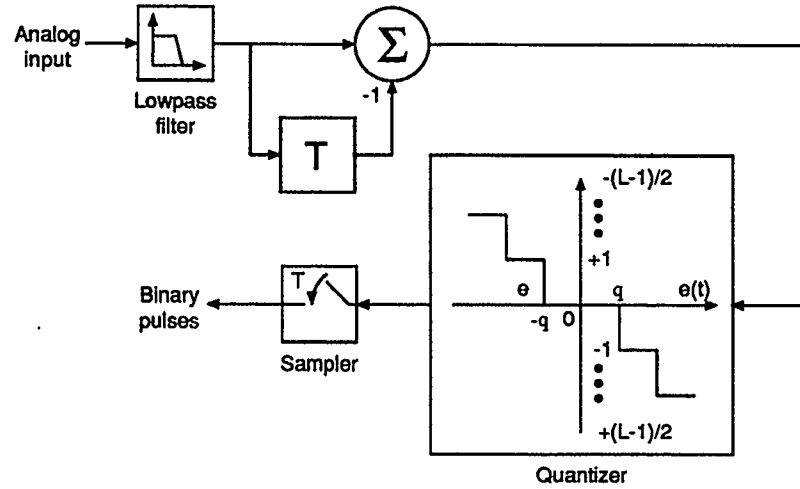 Analog
input
Lowpass
filter
Σ
-1
T
-(L-1)/2
+1
e
q
e(t)
-q
0
-1
+(L-1)/2
Quantizer
T
Sampler
Binary
pulses